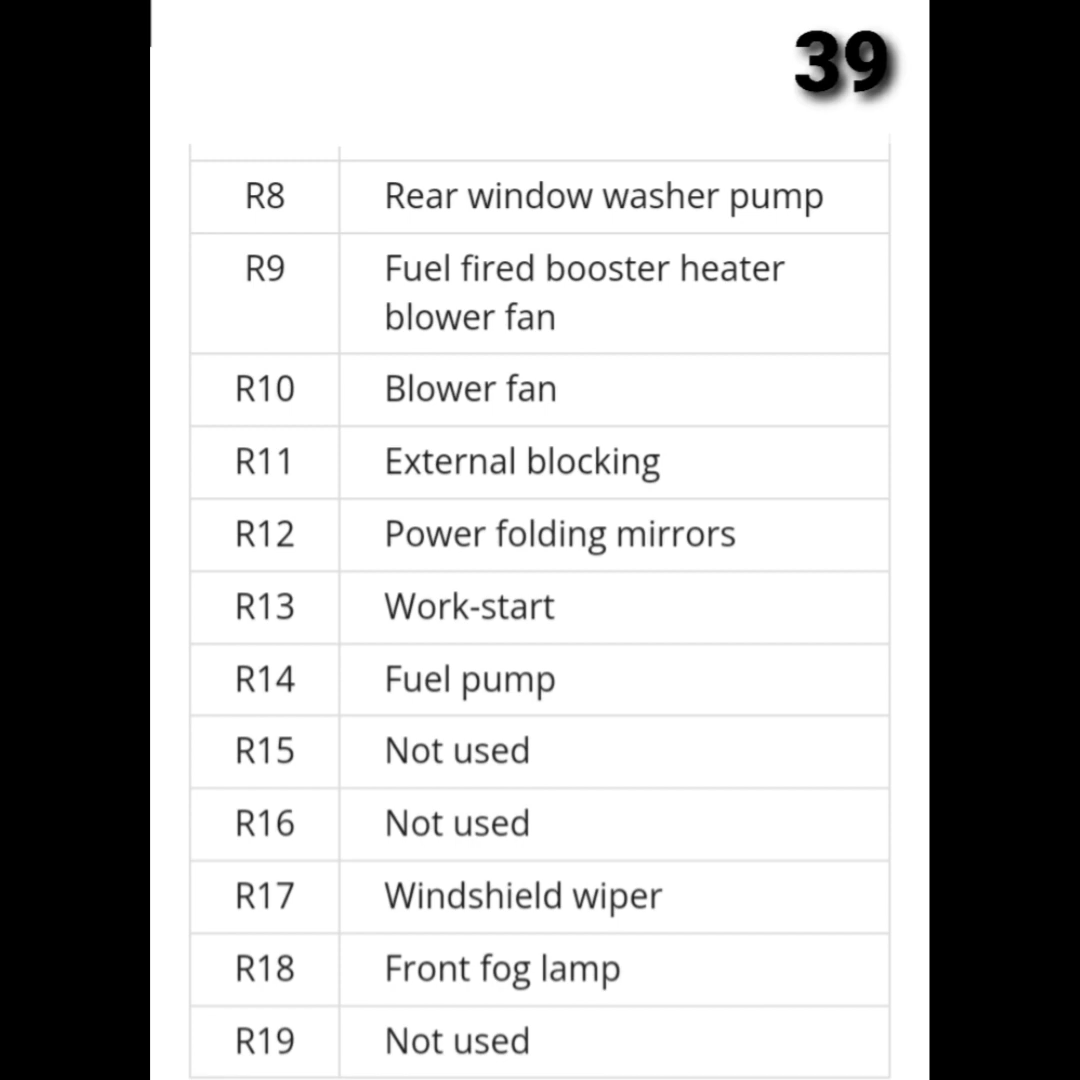 39
R8 Rear window washer pump
R9 Fuel fired booster heater
blower fan
R10 Blower fan
R11 External blocking
R12 Power folding mirrors
R13 Work-start
R14 Fuel pump
R15 Not used
R16 Not used
R17 Windshield wiper
R18 Front fog lamp
R19 Not used